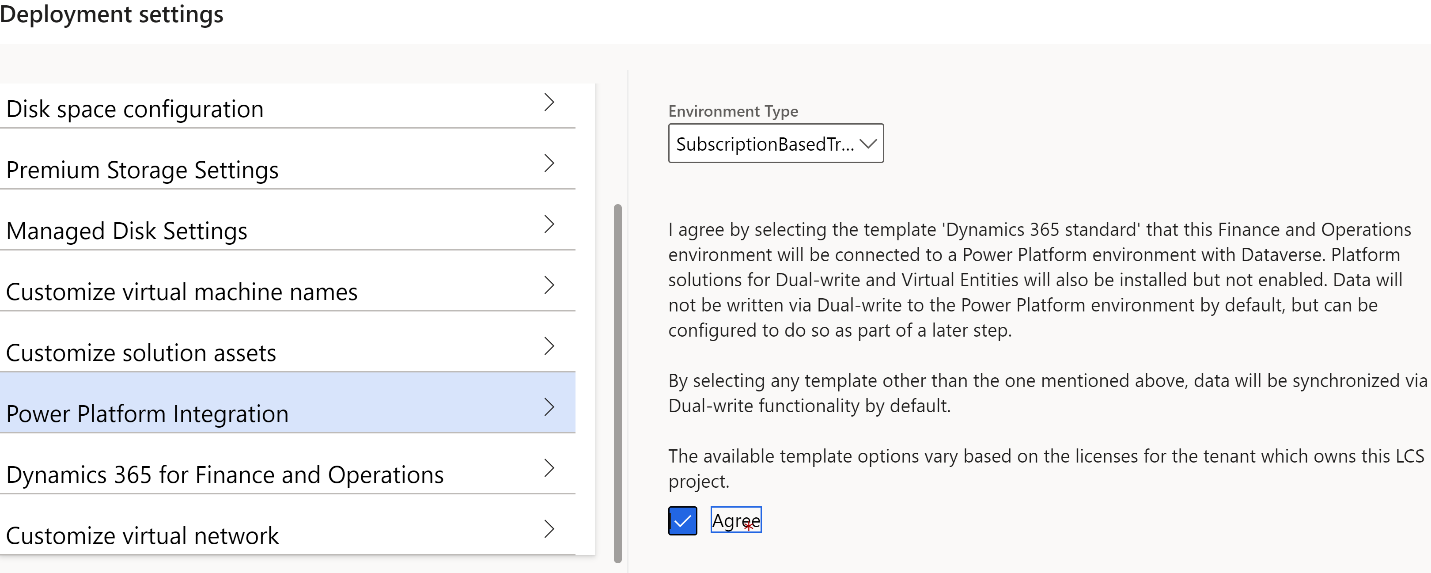 Deployment settings
Disk space configuration
Premium Storage Settings
Managed Disk Settings
Customize virtual machine names
Customize solution assets
Power Platform Integration
Dynamics 365 for Finance and Operations
Customize virtual network
Environment Type
SubscriptionBasedTr...
I agree by selecting the template 'Dynamics 365 standard' that this Finance and Operations
environment will be connected to a Power Platform environment with Dataverse. Platform
solutions for Dual-write and Virtual Entities will also be installed but not enabled. Data will
not be written via Dual-write to the Power Platform environment by default, but can be
configured to do so as part of a later step.
By selecting any template other than the one mentioned above, data will be synchronized via
Dual-write functionality by default.
The available template options vary based on the licenses for the tenant which owns this LCS
project.
Agree*